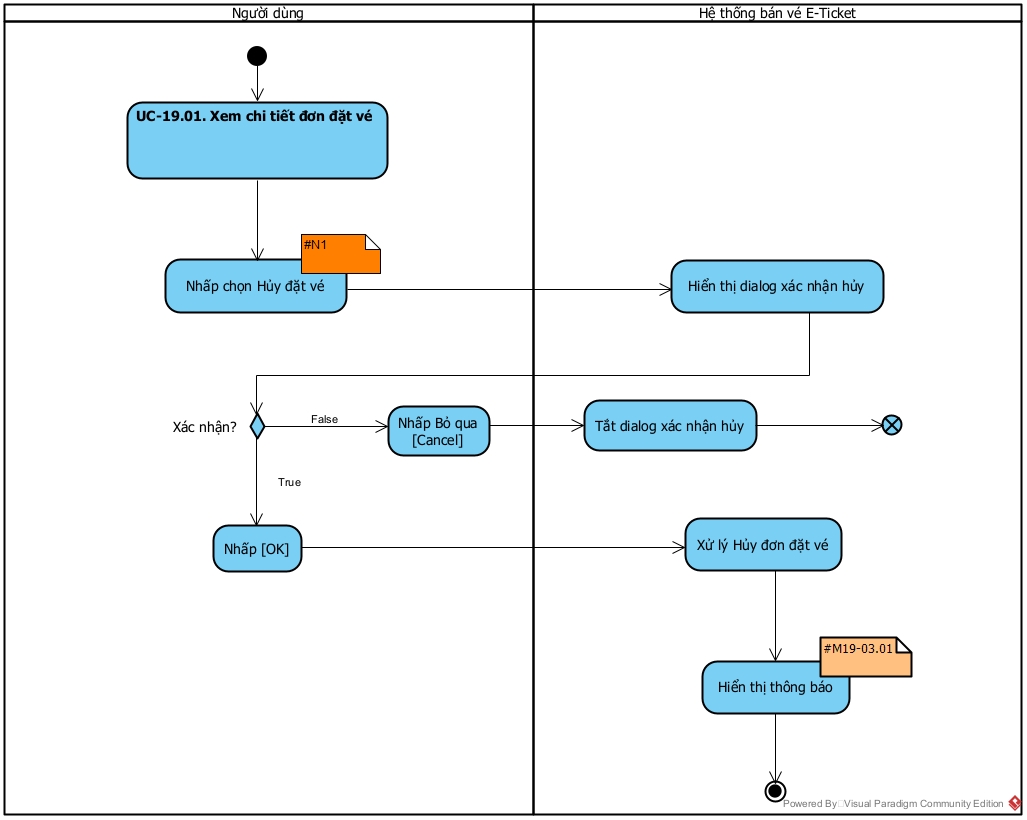 Người dùng
Hệ thống bán vé E-Ticket
UC-19.01. Xem chi tiết đơn đặt vé
#N1
Nhấp chọn Hủy đặt vé
Hiển thị dialog xác nhận hủy
Xác nhận?
False
Nhấp Bỏ qua
[Cancel]
Tắt dialog xác nhận hủy
True
Nhấp [OK]
Xử lý Hủy đơn đặt vé
#M19-03.01
Hiển thị thông báo
Powered By Visual Paradigm Community Edition